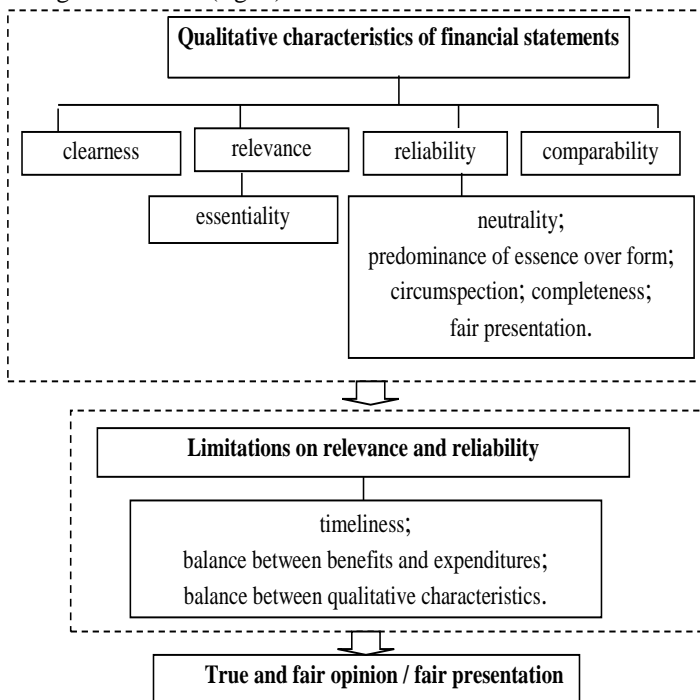 Qualitative characteristics of financial statements
clearness
relevance
reliability
comparability
essentiality
neutrality;
predominance of essence over form;
circumspection; completeness;
fair presentation.
Limitations on relevance and reliability
timeliness;
balance between benefits and expenditures;
balance between qualitative characteristics.
True and fair opinion / fair presentation